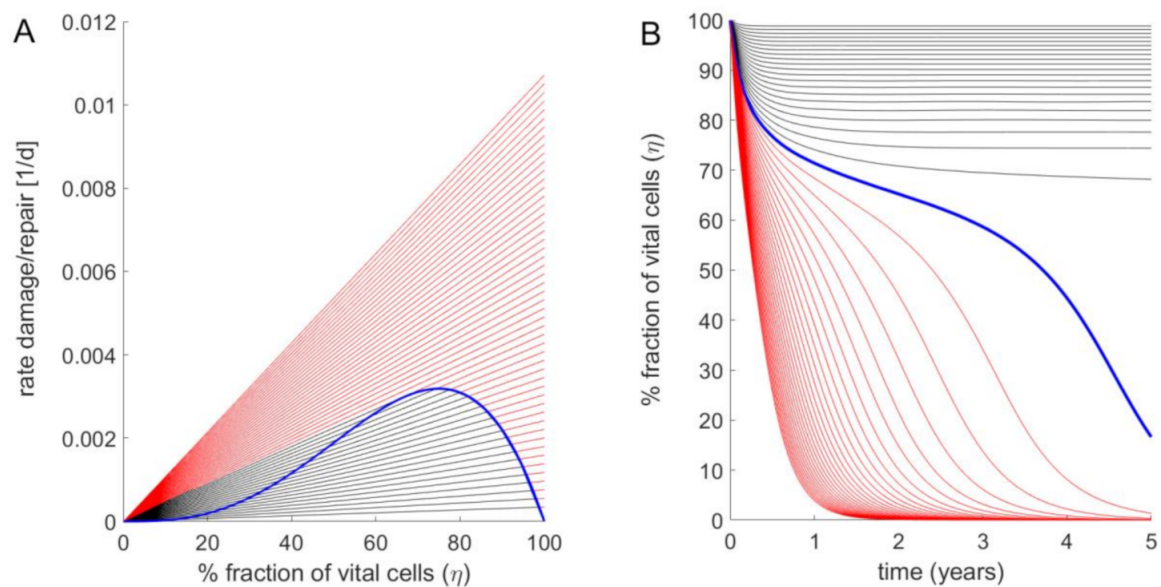 A
rate damage/repair [1/d]
0.012
0.01
0.008
0.006
0.004
0.002
0
0 20 40 60 80 100
% fraction of vital cells (η)
B
% fraction of vital cells (η)
100
90
80
70
60
50
40
30
20
10
0
0 1 2 3 4 5
time (years)